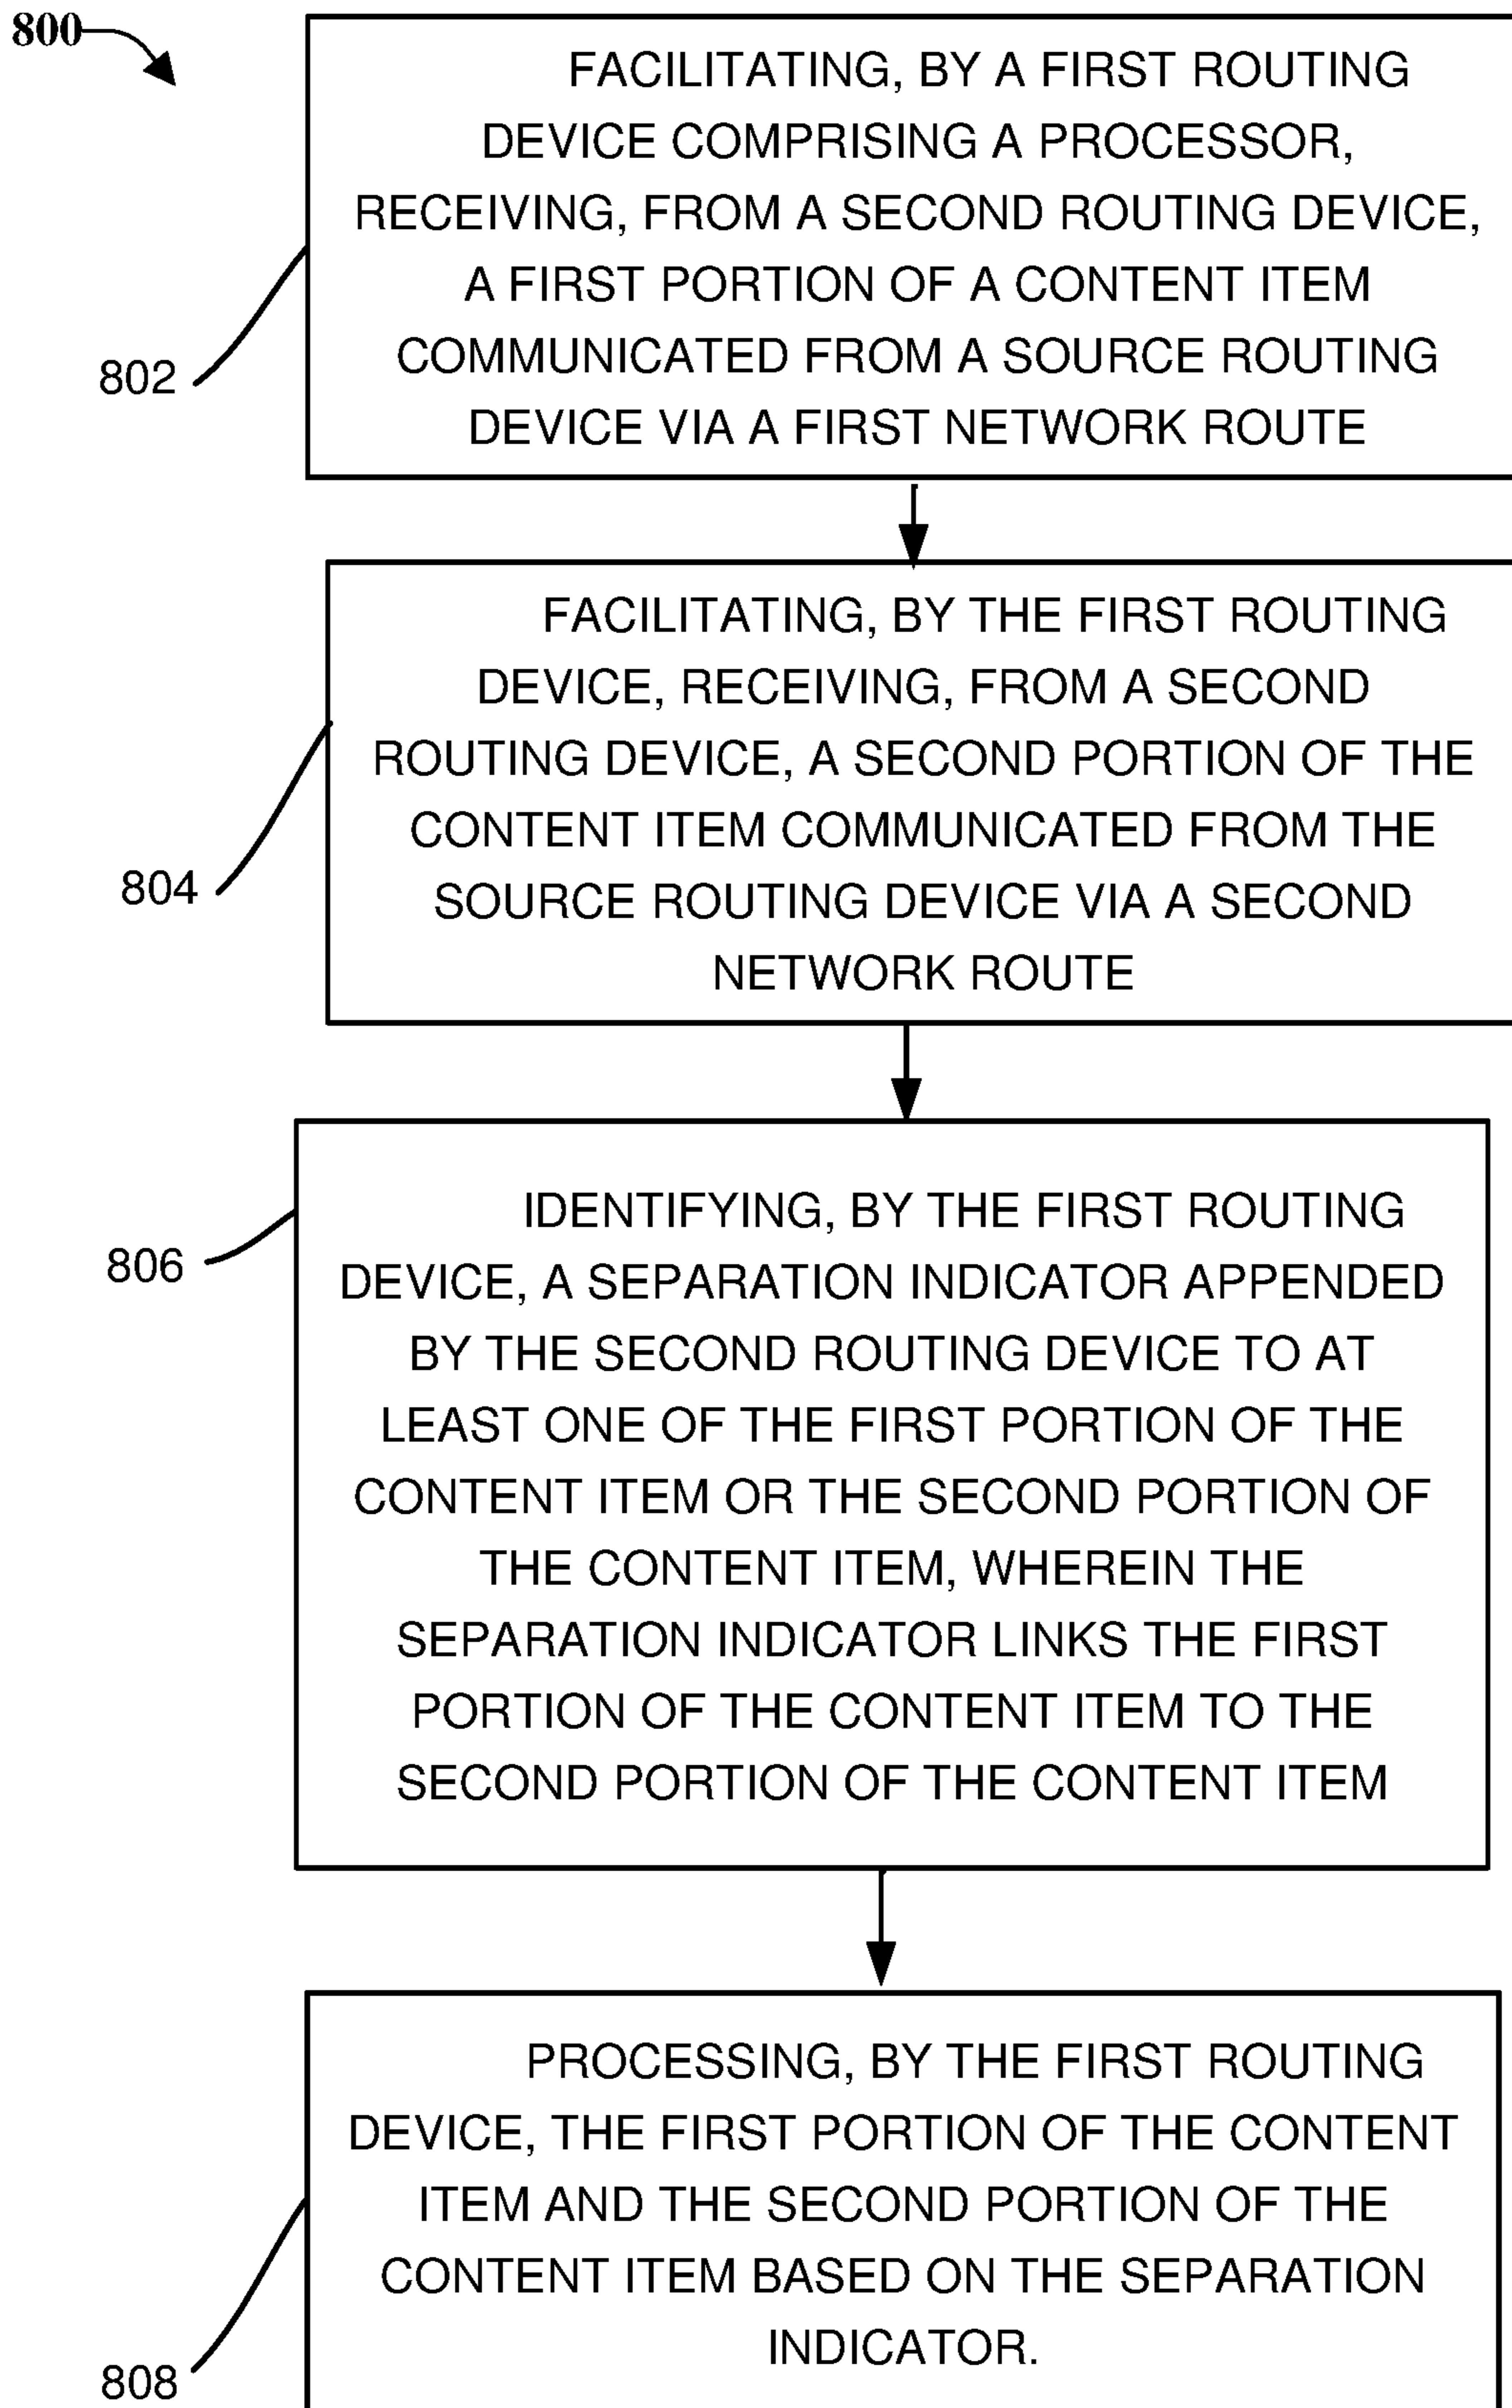 800
FACILITATING, BY A FIRST ROUTING
DEVICE COMPRISING A PROCESSOR,
RECEIVING, FROM A SECOND ROUTING DEVICE,
A FIRST PORTION OF A CONTENT ITEM
COMMUNICATED FROM A SOURCE ROUTING
DEVICE VIA A FIRST NETWORK ROUTE
802
FACILITATING, BY THE FIRST ROUTING
DEVICE, RECEIVING, FROM A SECOND
ROUTING DEVICE, A SECOND PORTION OF THE
CONTENT ITEM COMMUNICATED FROM THE
SOURCE ROUTING DEVICE VIA A SECOND
NETWORK ROUTE
804
IDENTIFYING, BY THE FIRST ROUTING
DEVICE, A SEPARATION INDICATOR APPENDED
BY THE SECOND ROUTING DEVICE TO AT
LEAST ONE OF THE FIRST PORTION OF THE
CONTENT ITEM OR THE SECOND PORTION OF
THE CONTENT ITEM, WHEREIN THE
SEPARATION INDICATOR LINKS THE FIRST
PORTION OF THE CONTENT ITEM TO THE
SECOND PORTION OF THE CONTENT ITEM
806
PROCESSING, BY THE FIRST ROUTING
DEVICE, THE FIRST PORTION OF THE CONTENT
ITEM AND THE SECOND PORTION OF THE
CONTENT ITEM BASED ON THE SEPARATION
INDICATOR.
808